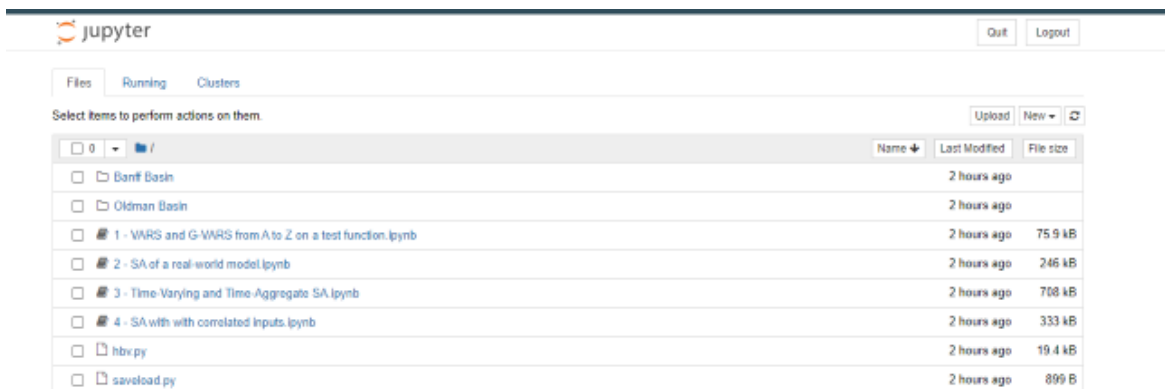 jupyter Quit Logout
Files Running Clusters
Select items to perform actions on them. Upload New
0 / Name Last Modified File size
Banff Basin 2 hours ago
Oldman Basin 2 hours ago
1 - VARS and G-VARS from A to Z on a test function.ipynb 2 hours ago 75.9 kB
2 - SA of a real-world model.ipynb 2 hours ago 246 kB
3 - Time-Varying and Time-Aggregate SA.ipynb 2 hours ago 708 kB
4 - SA with with correlated inputs.ipynb 2 hours ago 333 kB
hbv.py 2 hours ago 19.4 kB
saveload.py 2 hours ago 899 B